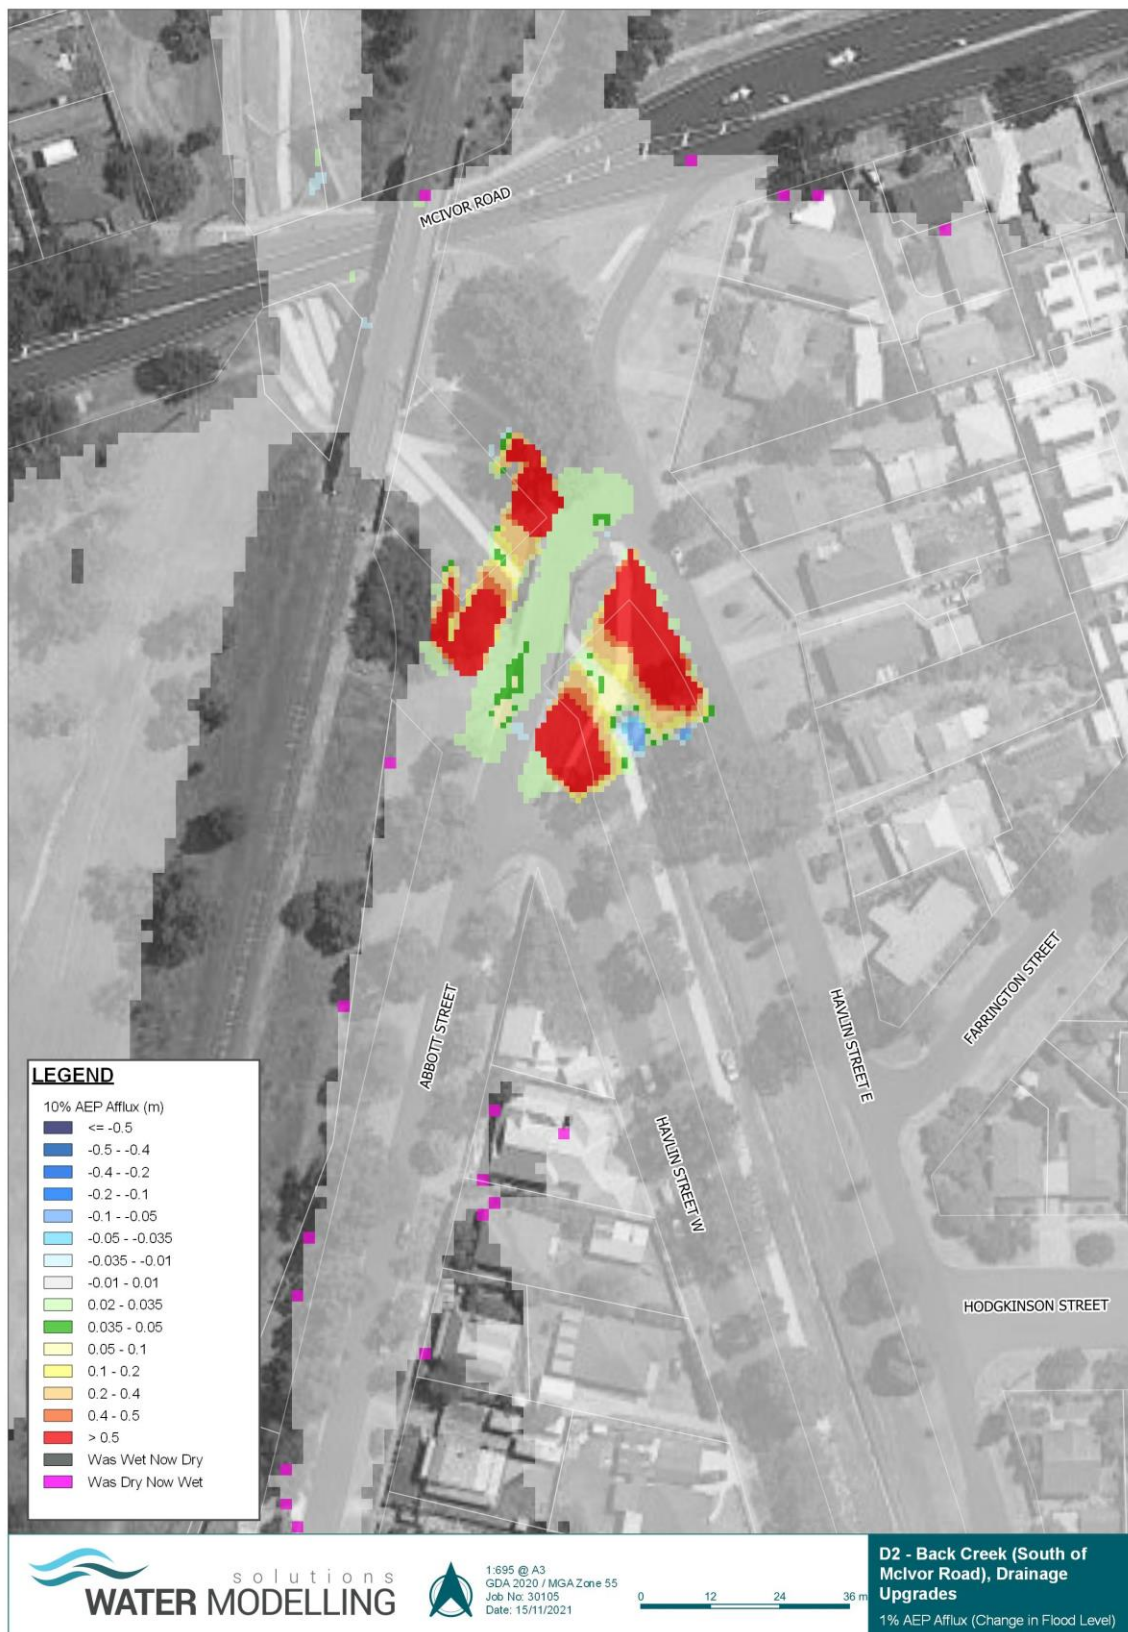 MCIVOR ROAD
ABBOTT STREET
HAVLIN STREET E
FARRINGTON STREET
HAVLIN STREET W
HODGKINSON STREET
LEGEND
10% AEP Afflux (m)
<= -0.5
-0.5 - -0.4
-0.4 - -0.2
-0.2 - -0.1
-0.1 - -0.05
-0.05 - -0.035
-0.035 - -0.01
-0.01 - 0.01
0.02 - 0.035
0.035 - 0.05
0.05 - 0.1
0.1 - 0.2
0.2 - 0.4
0.4 - 0.5
> 0.5
Was Wet Now Dry
Was Dry Now Wet
solutions
WATER MODELLING
1:695 @ A3
GDA 2020 / MGA Zone 55
Job No: 30105
Date: 15/11/2021
0 12 24 36 m
D2 - Back Creek (South of
McIvor Road), Drainage
Upgrades
1% AEP Afflux (Change in Flood Level)